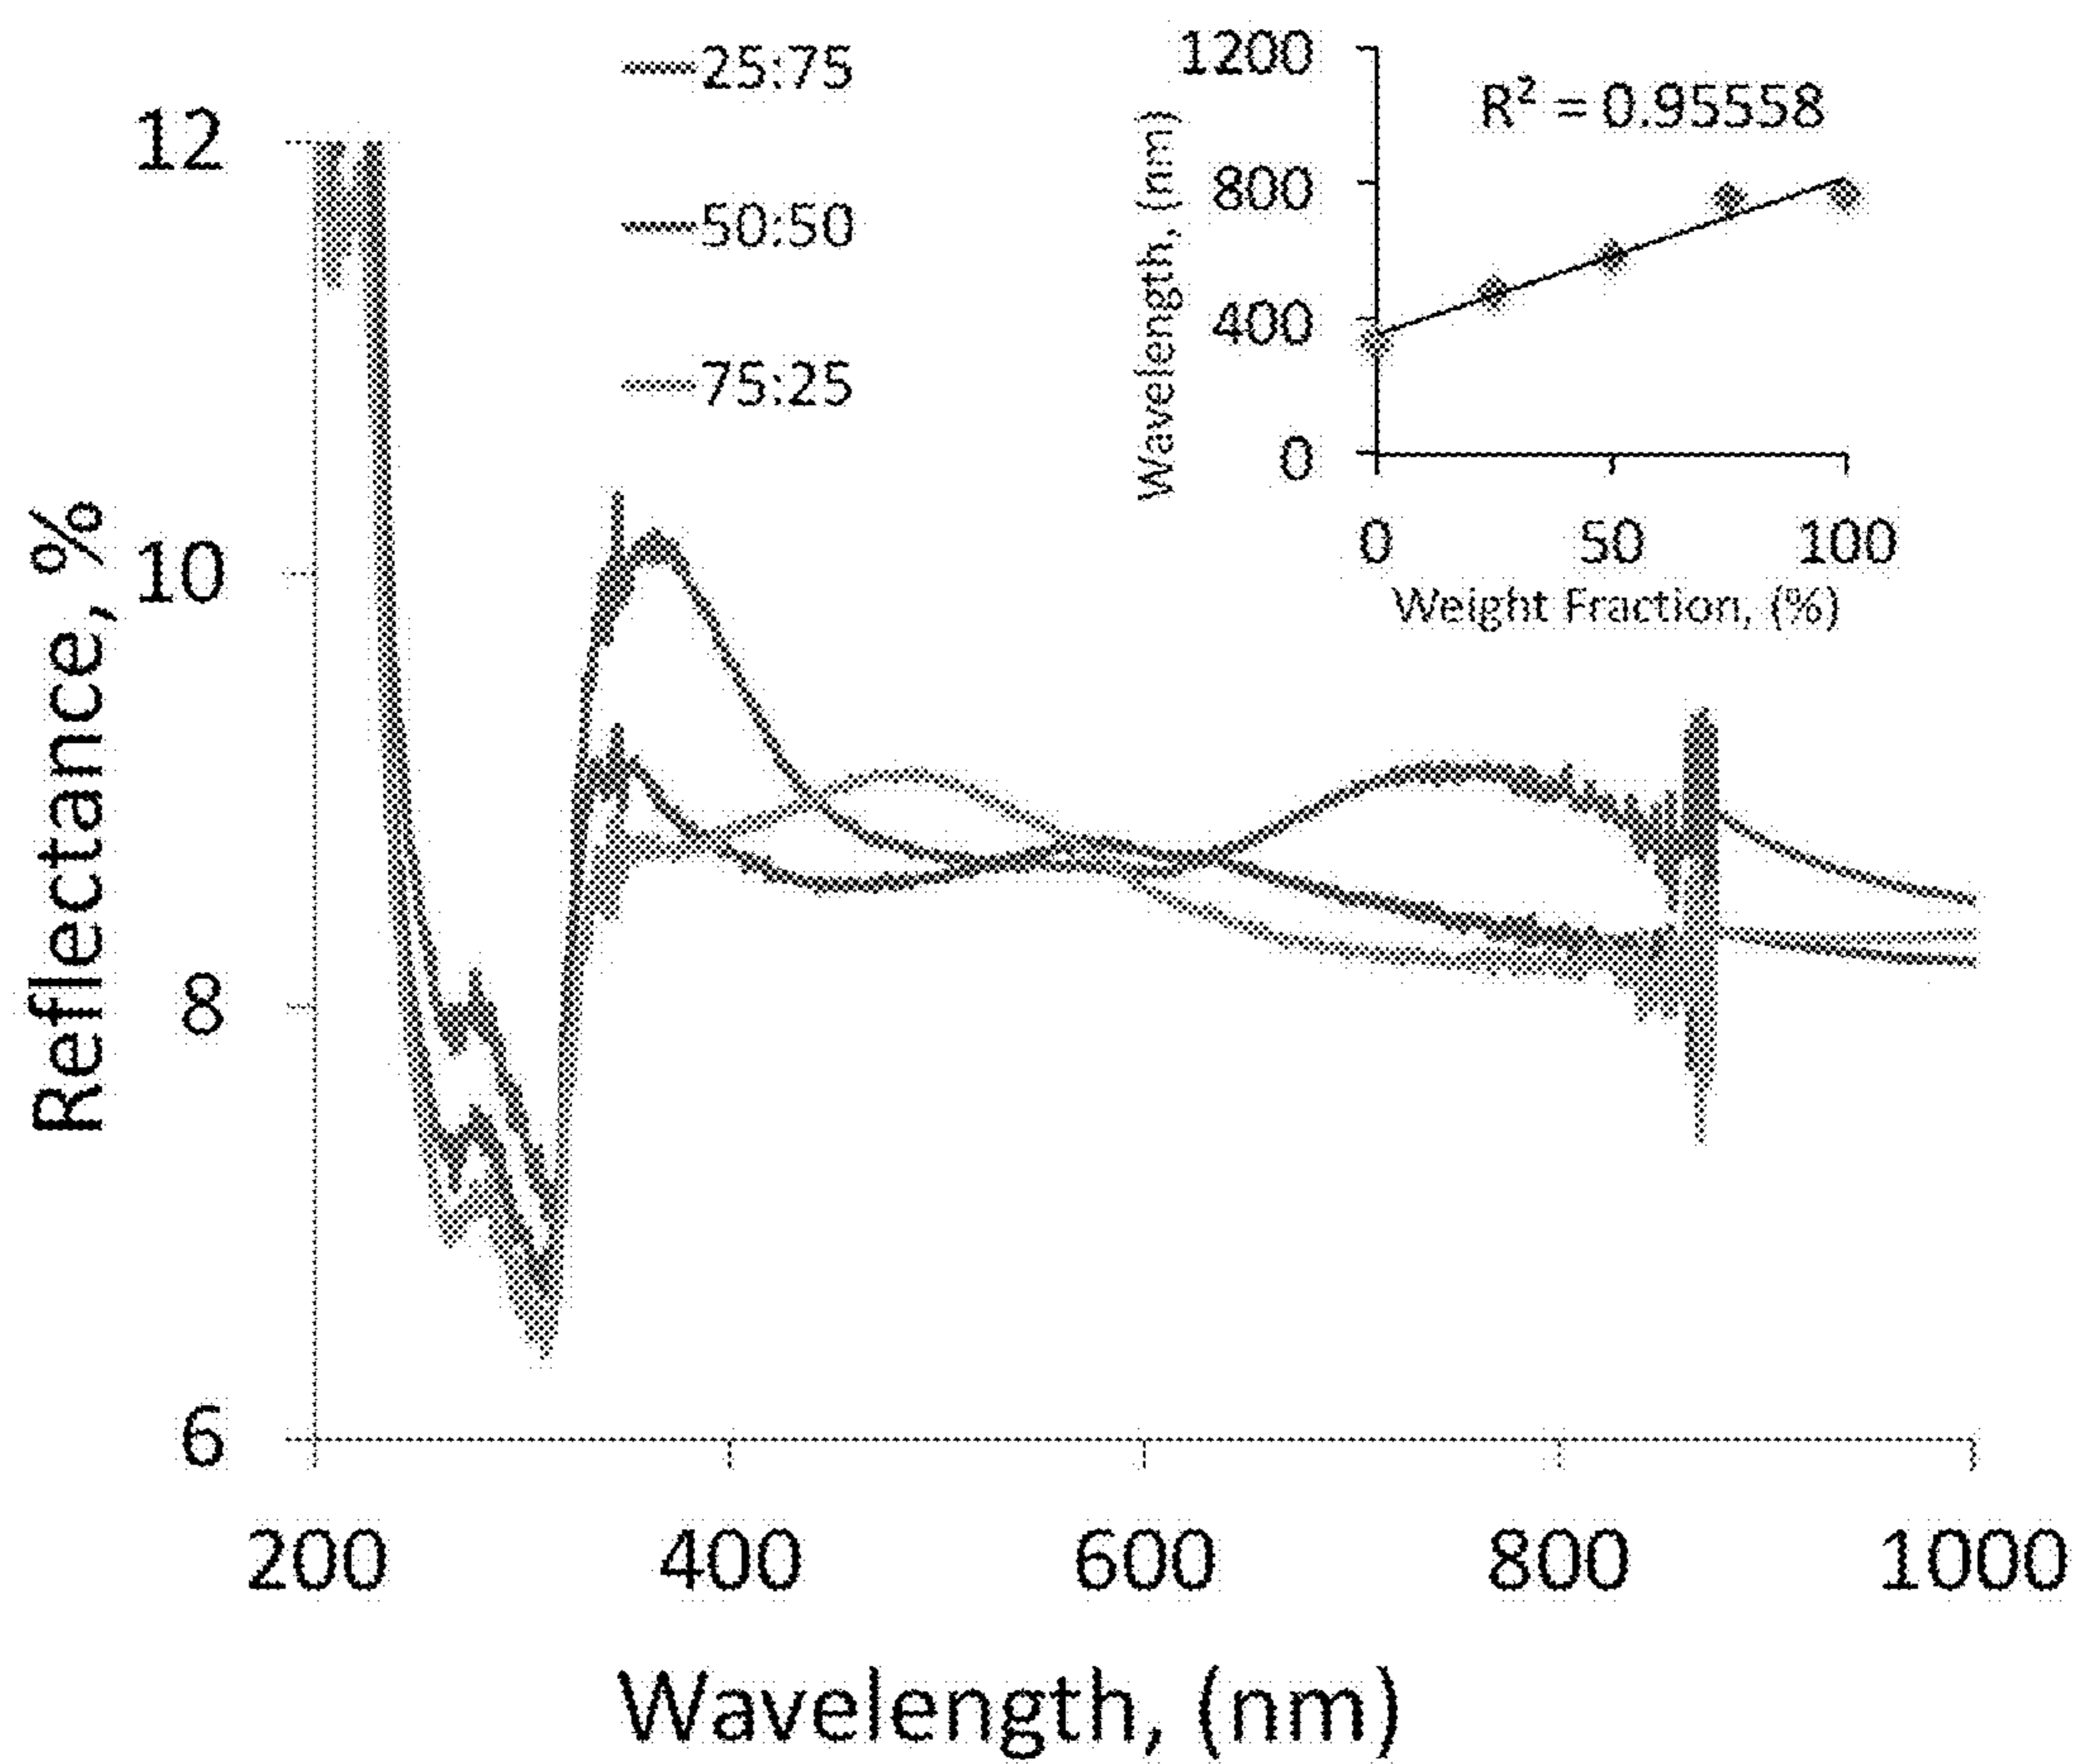 25:75
50:50
75:25
12
10
8
6
Reflectance, %
200 400 600 800 1000
Wavelength, (nm)
1200
800
400
0
Wavelength, (nm)
R² = 0.95558
0 50 100
Weight Fraction, (%)